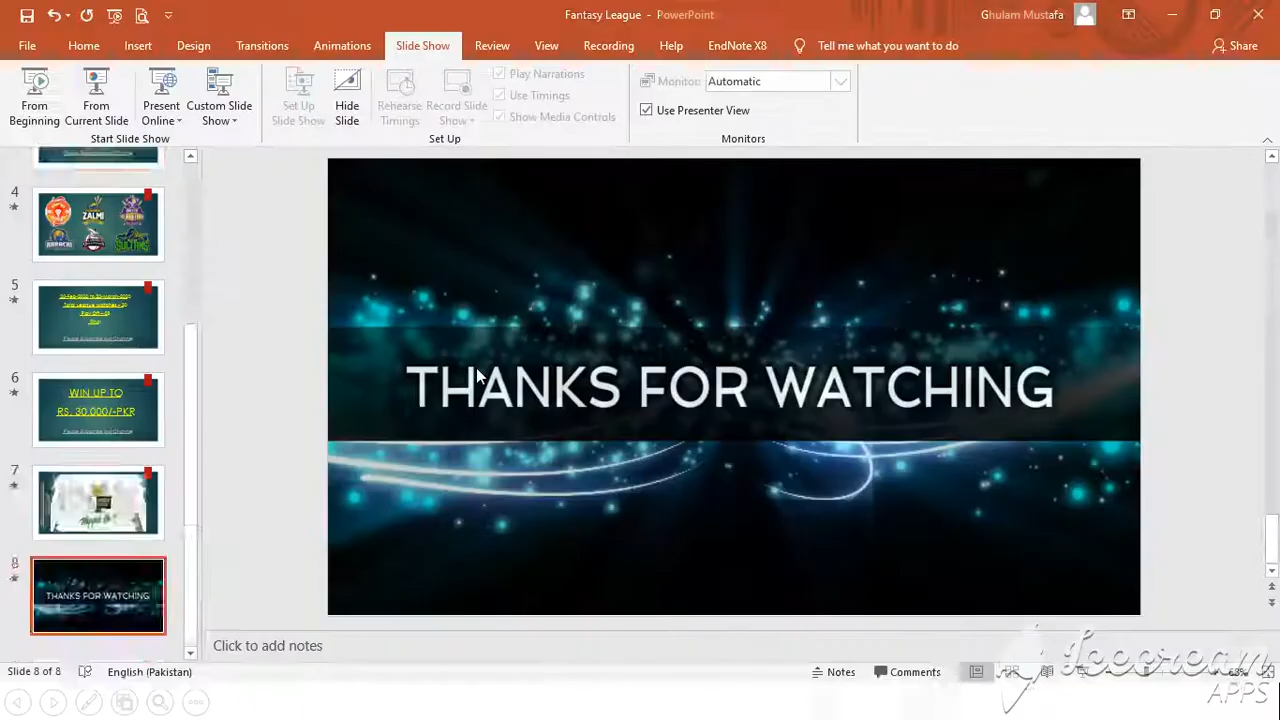 Fantasy League - PowerPoint
Ghulam Mustafa
File Home Insert Design Transitions Animations Slide Show Review View Recording Help EndNote X8 Tell me what you want to do Share
From Beginning
From Current Slide
Present Online
Custom Slide Show
Set Up Slide Show
Hide Slide
Rehearse Timings
Record Slide Show
Play Narrations
Use Timings
Show Media Controls
Monitor: Automatic
Use Presenter View
Start Slide Show
Set Up
Monitors
4
ZALMI
KARACHI
SULTANS
5
6
WIN UP TO
RS. 30,000/-PKR
7
8
THANKS FOR WATCHING
THANKS FOR WATCHING
Click to add notes
Slide 8 of 8
English (Pakistan)
Notes
Comments
68%
APPS